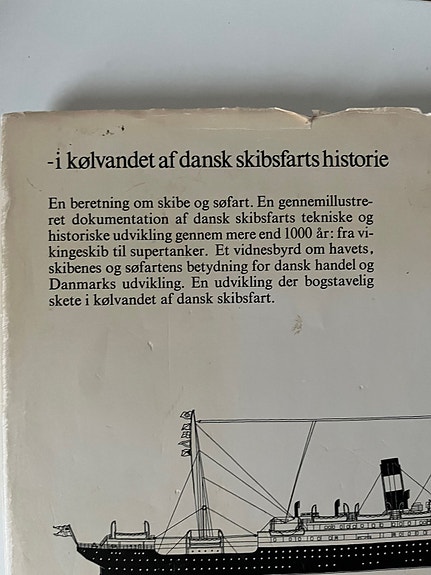 -i kølvandet af dansk skibsfarts historie
En beretning om skibe og søfart. En gennemillustre-
ret dokumentation af dansk skibsfarts tekniske og
historiske udvikling gennem mere end 1000 år: fra vi-
kingeskib til supertanker. Et vidnesbyrd om havets,
skibenes og søfartens betydning for dansk handel og
Danmarks udvikling. En udvikling der bogstavelig
skete i kølvandet af dansk skibsfart.